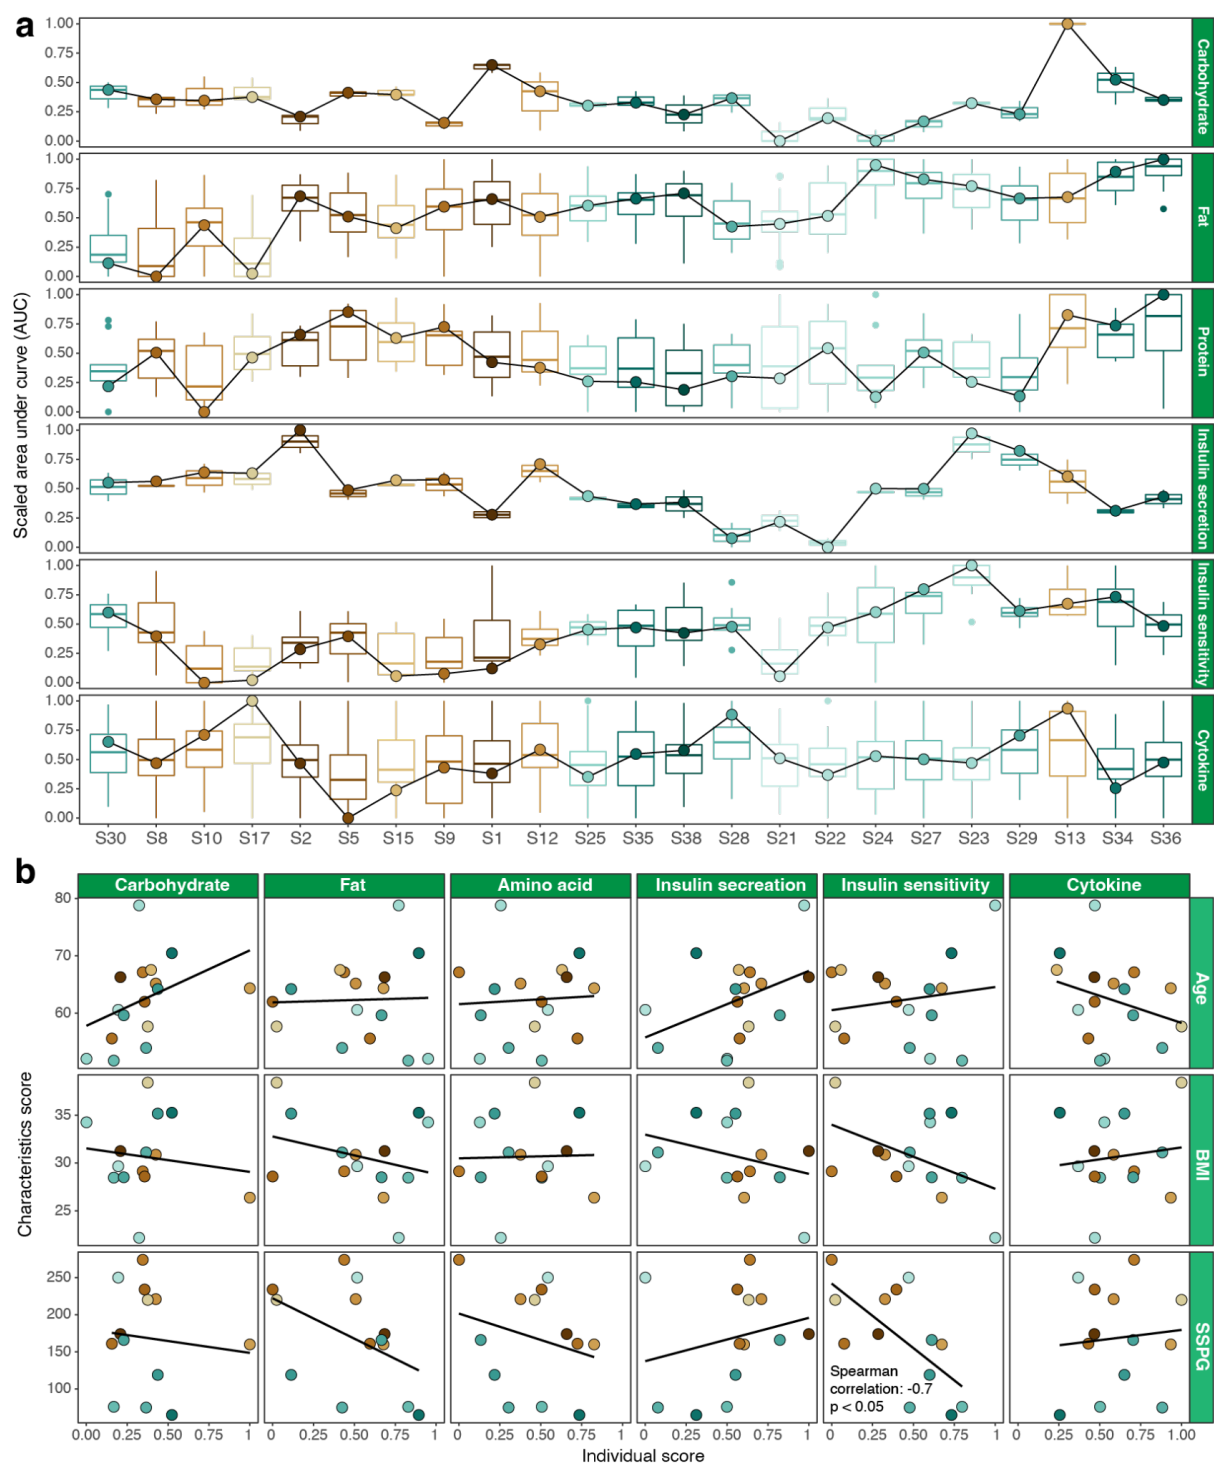 a
Scaled area under curve (AUC)
1.00
0.75
0.50
0.25
0.00
Carbohydrate
1.00
0.75
0.50
0.25
0.00
Fat
1.00
0.75
0.50
0.25
0.00
Protein
1.00
0.75
0.50
0.25
0.00
Inslulin secretion
1.00
0.75
0.50
0.25
0.00
Insulin sensitivity
1.00
0.75
0.50
0.25
0.00
Cytokine
S30 S8 S10 S17 S2 S5 S15 S9 S1 S12 S25 S35 S38 S28 S21 S22 S24 S27 S23 S29 S13 S34 S36
b
Carbohydrate Fat Amino acid Insulin secreation Insulin sensitivity Cytokine
Characteristics score
80
70
60
Age
35
30
25
BMI
250
200
150
100
SSPG
Spearman
correlation: -0.7
p < 0.05
0.00 0.25 0.50 0.75 1 0.25 0.50 0.75 1 0.25 0.50 0.75 1 0.25 0.50 0.75 1 0.25 0.50 0.75 1 0.25 0.50 0.75 1.00
Individual score